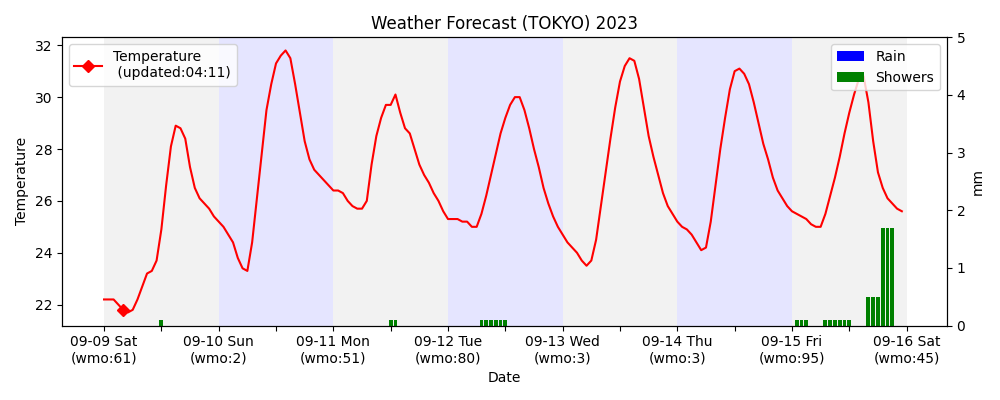 Weather Forecast (TOKYO) 2023
Temperature
(updated:04:11)
Rain
Showers
Temperature
32
30
28
26
24
22
5
4
3
2
1
0
mm
09-09 Sat
(wmo:61)
09-10 Sun
(wmo:2)
09-11 Mon
(wmo:51)
09-12 Tue
(wmo:80)
09-13 Wed
(wmo:3)
09-14 Thu
(wmo:3)
09-15 Fri
(wmo:95)
09-16 Sat
(wmo:45)
Date